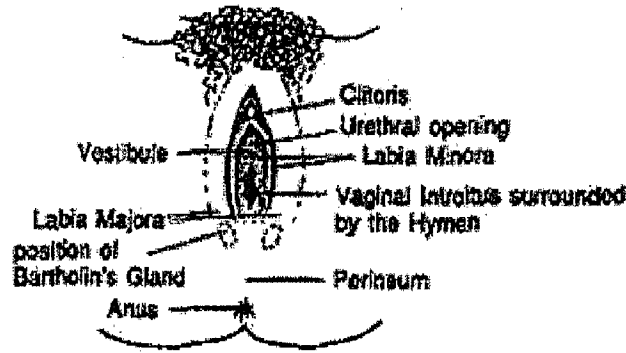 Clitoris
Urethral opening
Vestibule
Labia Minora
Vaginal Introitus surrounded
by the Hymen
Labia Majora
position of
Bartholin's Gland
Perineum
Anus